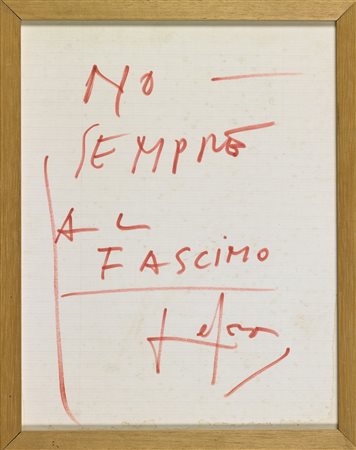 NO —
SEMPRE
AL
FASCIMO